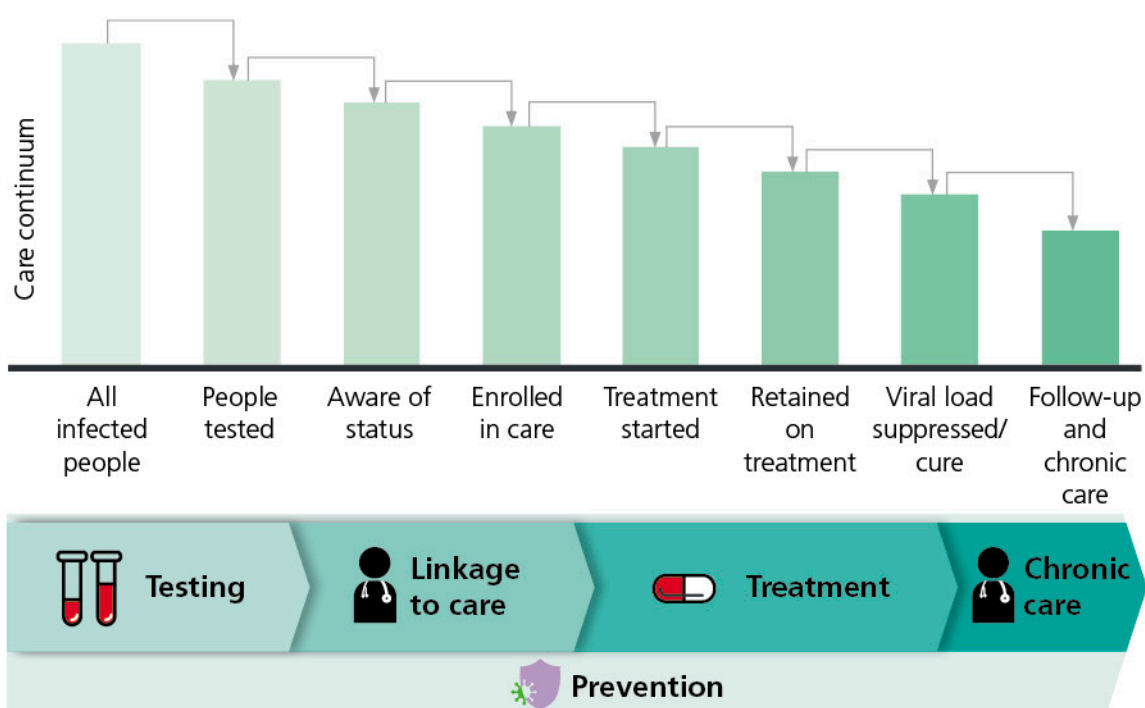 Care continuum
All
infected
people
People
tested
Aware of
status
Enrolled
in care
Treatment
started
Retained
on
treatment
Viral load
suppressed/
cure
Follow-up
and
chronic
care
Testing
Linkage
to care
Treatment
Chronic
care
Prevention